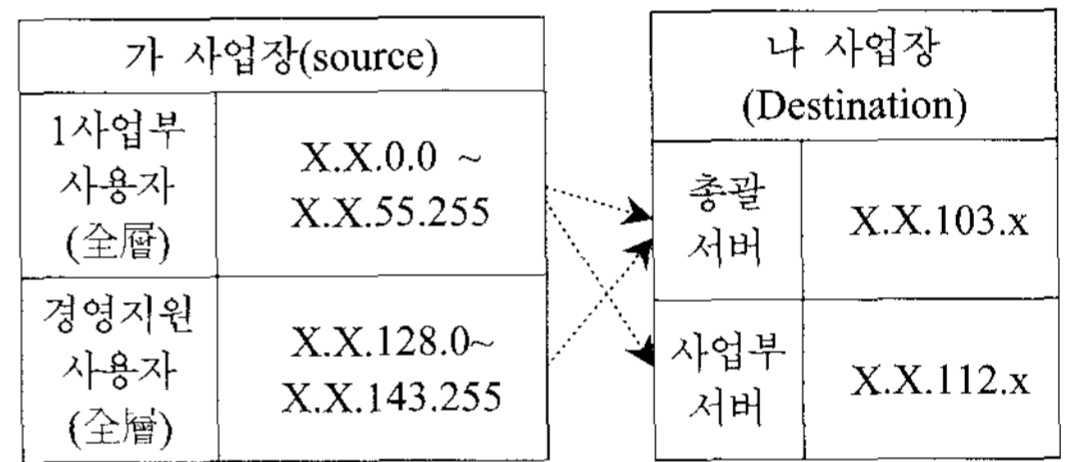 가 사업장(source)
1사업부
사용자
(全層)
X.X.0.0 ~
X.X.55.255
경영지원
사용자
(全層)
X.X.128.0~
X.X.143.255
나 사업장
(Destination)
총괄
서버
X.X.103.x
사업부
서버
X.X.112.x